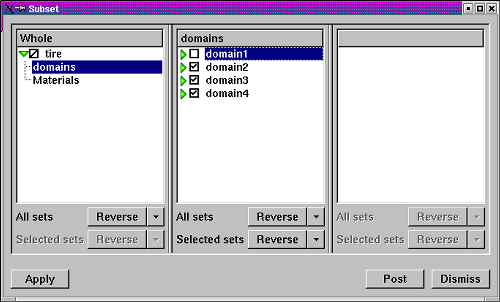 Subset
Whole
tire
domains
Materials
domains
domain1
domain2
domain3
domain4
All sets Reverse
Selected sets Reverse
All sets Reverse
Selected sets Reverse
All sets Reverse
Selected sets Reverse
Apply Post Dismiss